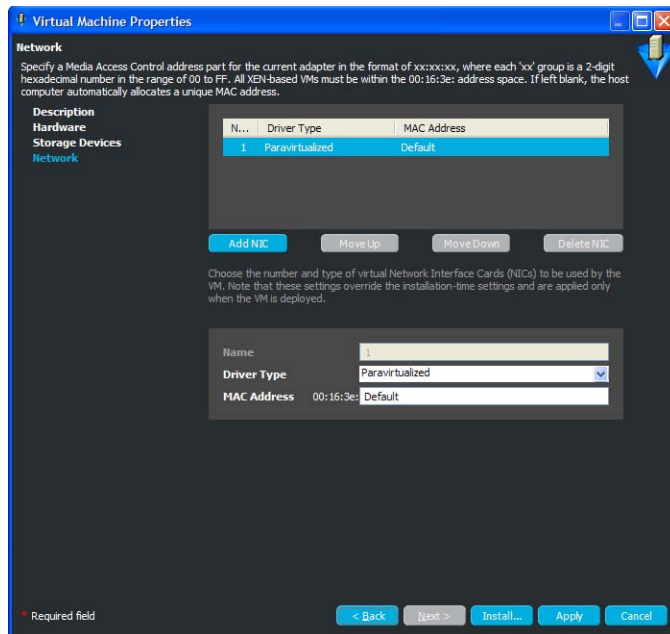 Virtual Machine Properties
Network
Specify a Media Access Control address part for the current adapter in the format of xx:xx:xx, where each 'xx' group is a 2-digit
hexadecimal number in the range of 00 to FF. All XEN-based VMs must be within the 00:16:3e: address space. If left blank, the host
computer automatically allocates a unique MAC address.
Description
Hardware
Storage Devices
Network
N... Driver Type MAC Address
1 Paravirtualized Default
Add NIC Move Up Move Down Delete NIC
Choose the number and type of virtual Network Interface Cards (NICs) to be used by the
VM. Note that these settings override the installation-time settings and are applied only
when the VM is deployed.
Name 1
Driver Type Paravirtualized
MAC Address 00:16:3e: Default
* Required field < Back Next > Install... Apply Cancel